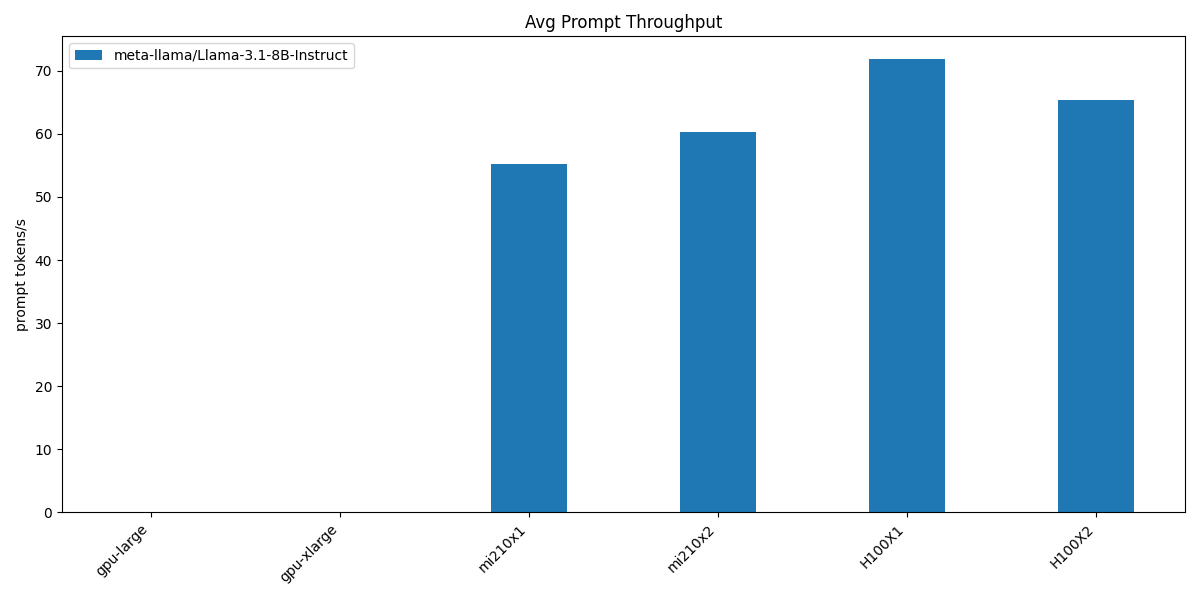 Avg Prompt Throughput
meta-llama/Llama-3.1-8B-Instruct
prompt tokens/s
70
60
50
40
30
20
10
0
gpu-large
gpu-xlarge
mi210x1
mi210x2
H100X1
H100X2